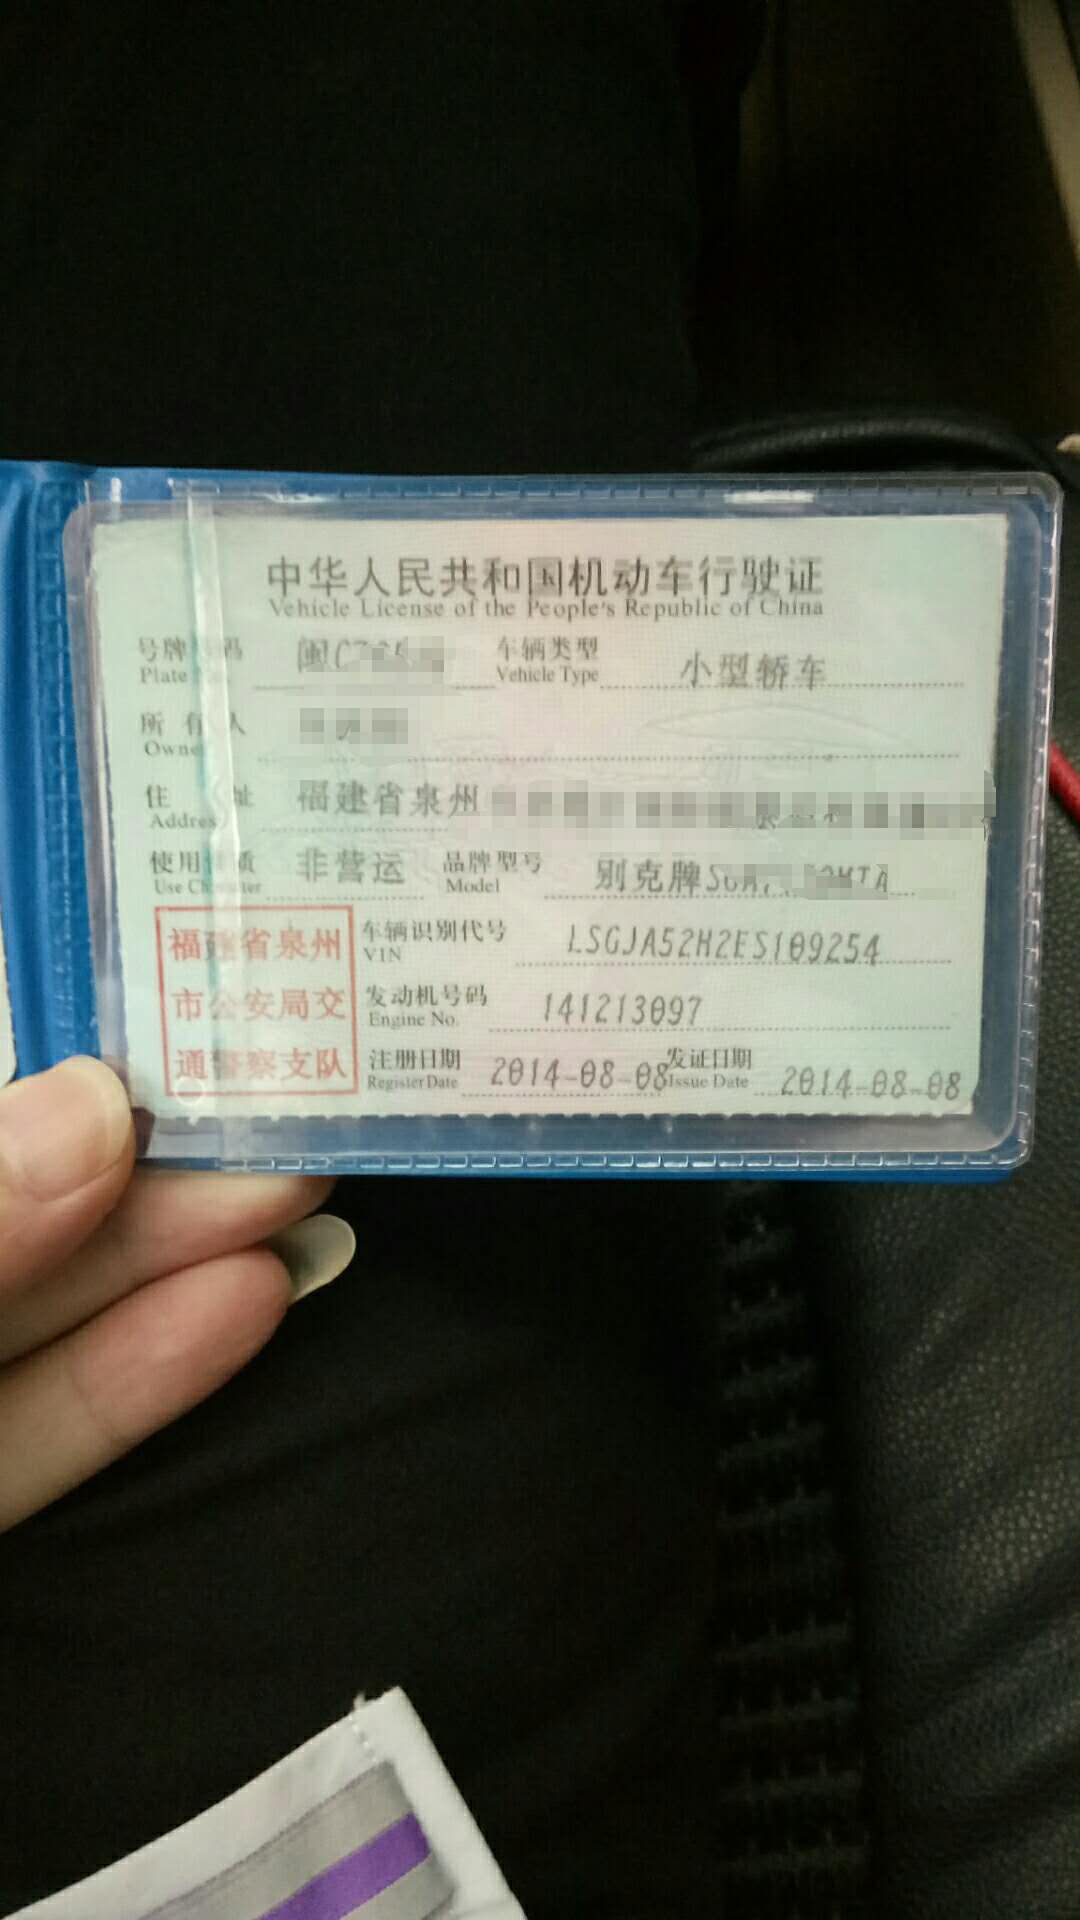 中华人民共和国机动车行驶证
Vehicle License of the People's Republic of China
号牌号码 闽C 车辆类型 小型轿车
Plate Vehicle Type
所有人
Owner
住址 福建省泉州
Address
使用性质 非营运 品牌型号 别克牌
Use Character Model
福建省泉州
市公安局交
通警察支队
车辆识别代号 LSGJA52H2ES109254
VIN
发动机号码 141213097
Engine No.
注册日期 2014-08-08 发证日期 2014-08-08
Register Date Issue Date